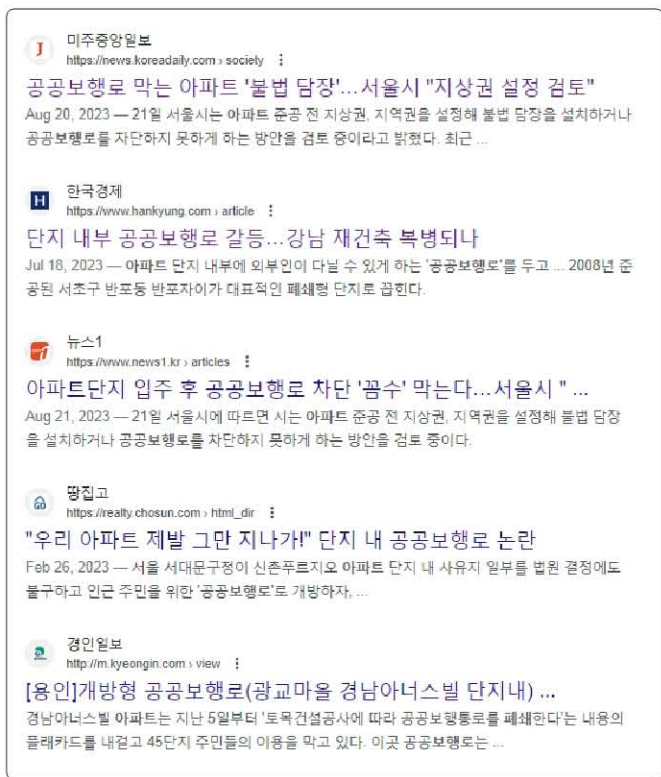 미주중앙일보
https://news.koreadaily.com › society
공공보행로 막는 아파트 '불법 담장'...서울시 "지상권 설정 검토"
Aug 20, 2023 — 21일 서울시는 아파트 준공 전 지상권, 지역권을 설정해 불법 담장을 설치하거나
공공보행로를 차단하지 못하게 하는 방안을 검토 중이라고 밝혔다. 최근 ...
한국경제
https://www.hankyung.com › article
단지 내부 공공보행로 갈등...강남 재건축 복병되나
Jul 18, 2023 — 아파트 단지 내부에 외부인이 다닐 수 있게 하는 '공공보행로'를 두고 ... 2008년 준
공된 서초구 반포동 반포자이가 대표적인 폐쇄형 단지로 꼽힌다.
뉴스1
https://www.news1.kr › articles
아파트단지 입주 후 공공보행로 차단 '꼼수' 막는다...서울시 " ...
Aug 21, 2023 — 21일 서울시에 따르면 시는 아파트 준공 전 지상권, 지역권을 설정해 불법 담장
을 설치하거나 공공보행로를 차단하지 못하게 하는 방안을 검토 중이다.
땅집고
https://realty.chosun.com › html_dir
"우리 아파트 제발 그만 지나가!" 단지 내 공공보행로 논란
Feb 26, 2023 — 서울 서대문구청이 신촌푸르지오 아파트 단지 내 사유지 일부를 법원 결정에도
불구하고 인근 주민을 위한 '공공보행로'로 개방하자, ...
경인일보
http://m.kyeongin.com › view
[용인]개방형 공공보행로(광교마을 경남아너스빌 단지내) ...
경남아너스빌 아파트는 지난 5일부터 '토목건설공사에 따라 공공보행통로를 폐쇄한다'는 내용의
플래카드를 내걸고 45단지 주민들의 이용을 막고 있다. 이곳 공공보행로는 ...